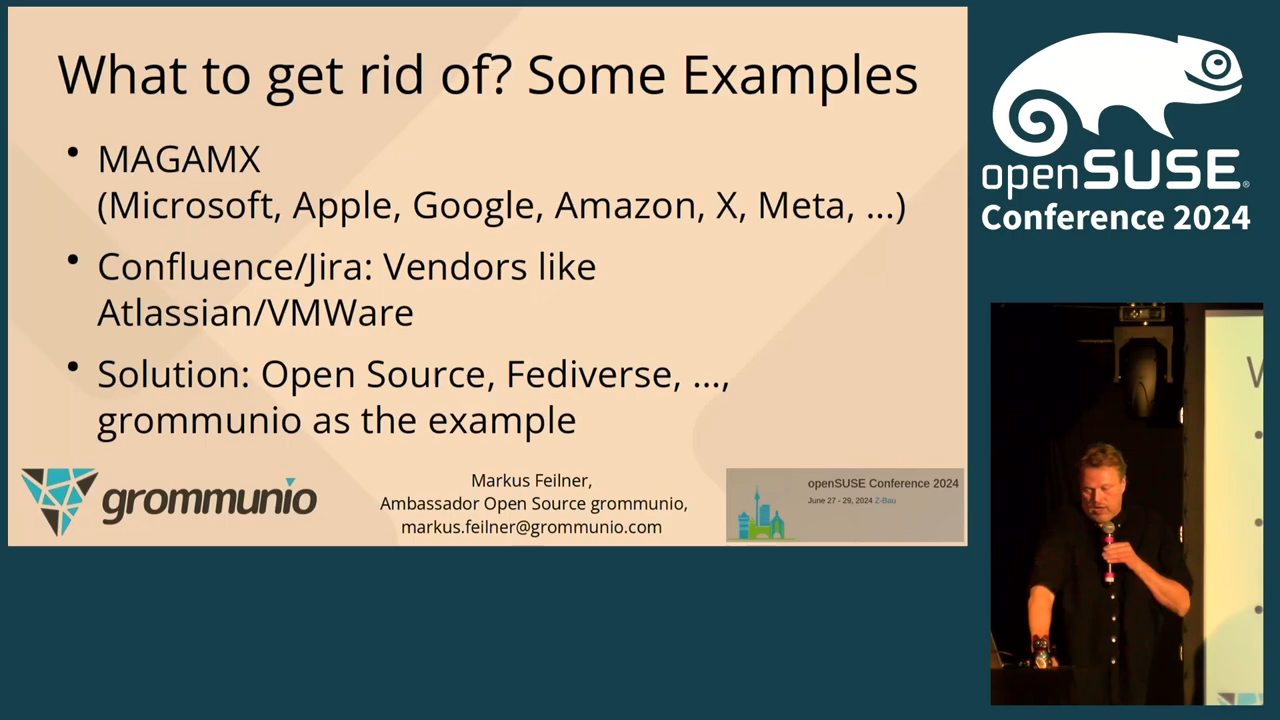 What to get rid of? Some Examples
• MAGAMX
(Microsoft, Apple, Google, Amazon, X, Meta, ...)
• Confluence/Jira: Vendors like
Atlassian/VMWare
• Solution: Open Source, Fediverse, ...,
grommunio as the example
grommunio
Markus Feilner,
Ambassador Open Source grommunio,
markus.feilner@grommunio.com
openSUSE Conference 2024
June 27 - 29, 2024 Z-Bau
openSUSE®
Conference 2024
W